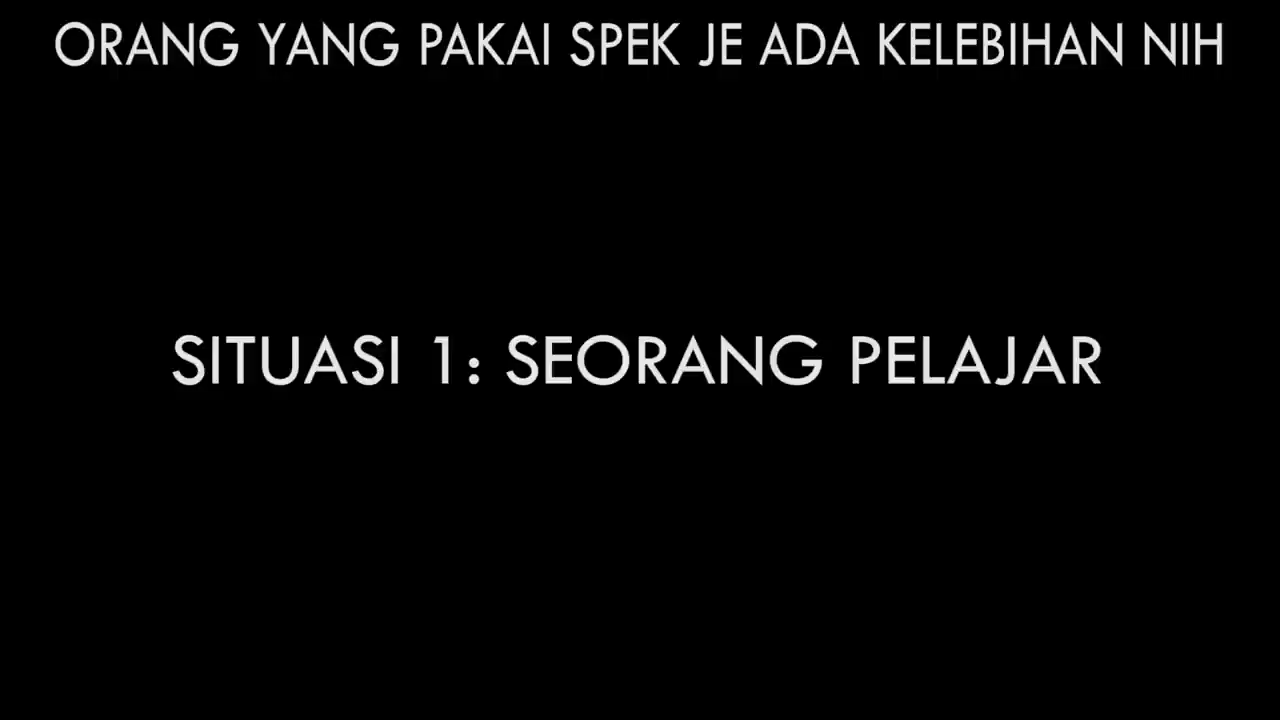 ORANG YANG PAKAI SPEK JE ADA KELEBIHAN NIH
SITUASI 1: SEORANG PELAJAR